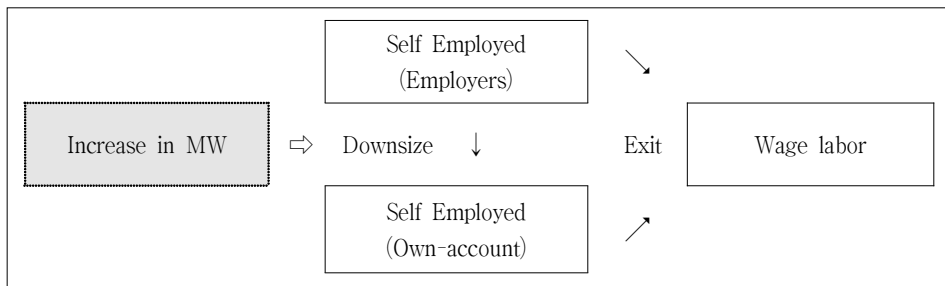 Self Employed
(Employers)
Increase in MW
Downsize
Exit
Wage labor
Self Employed
(Own-account)